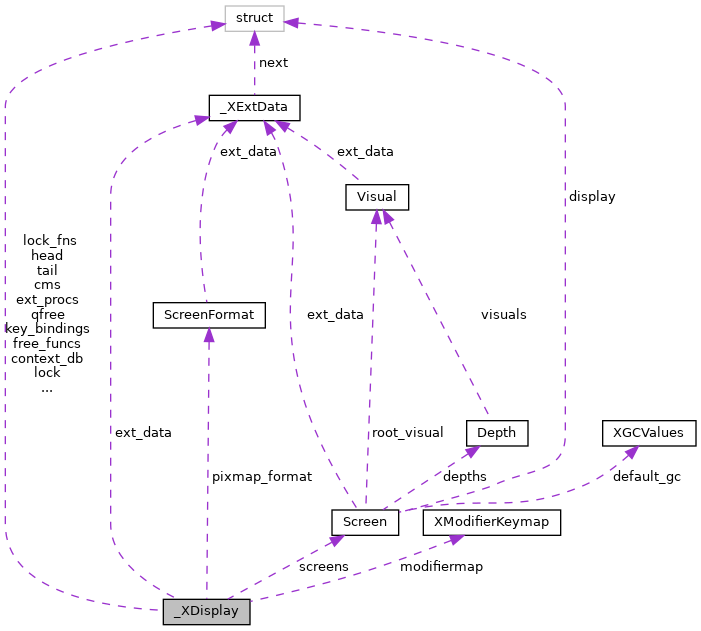 struct
next
_XExtData
ext_data
ext_data
Visual
display
lock_fns
head
tail
cms
ext_procs
qfree
key_bindings
free_funcs
context_db
lock
...
ScreenFormat
ext_data
visuals
ext_data
root_visual
Depth
XGCValues
pixmap_format
depths
default_gc
Screen
XModifierKeymap
screens
modifiermap
_XDisplay